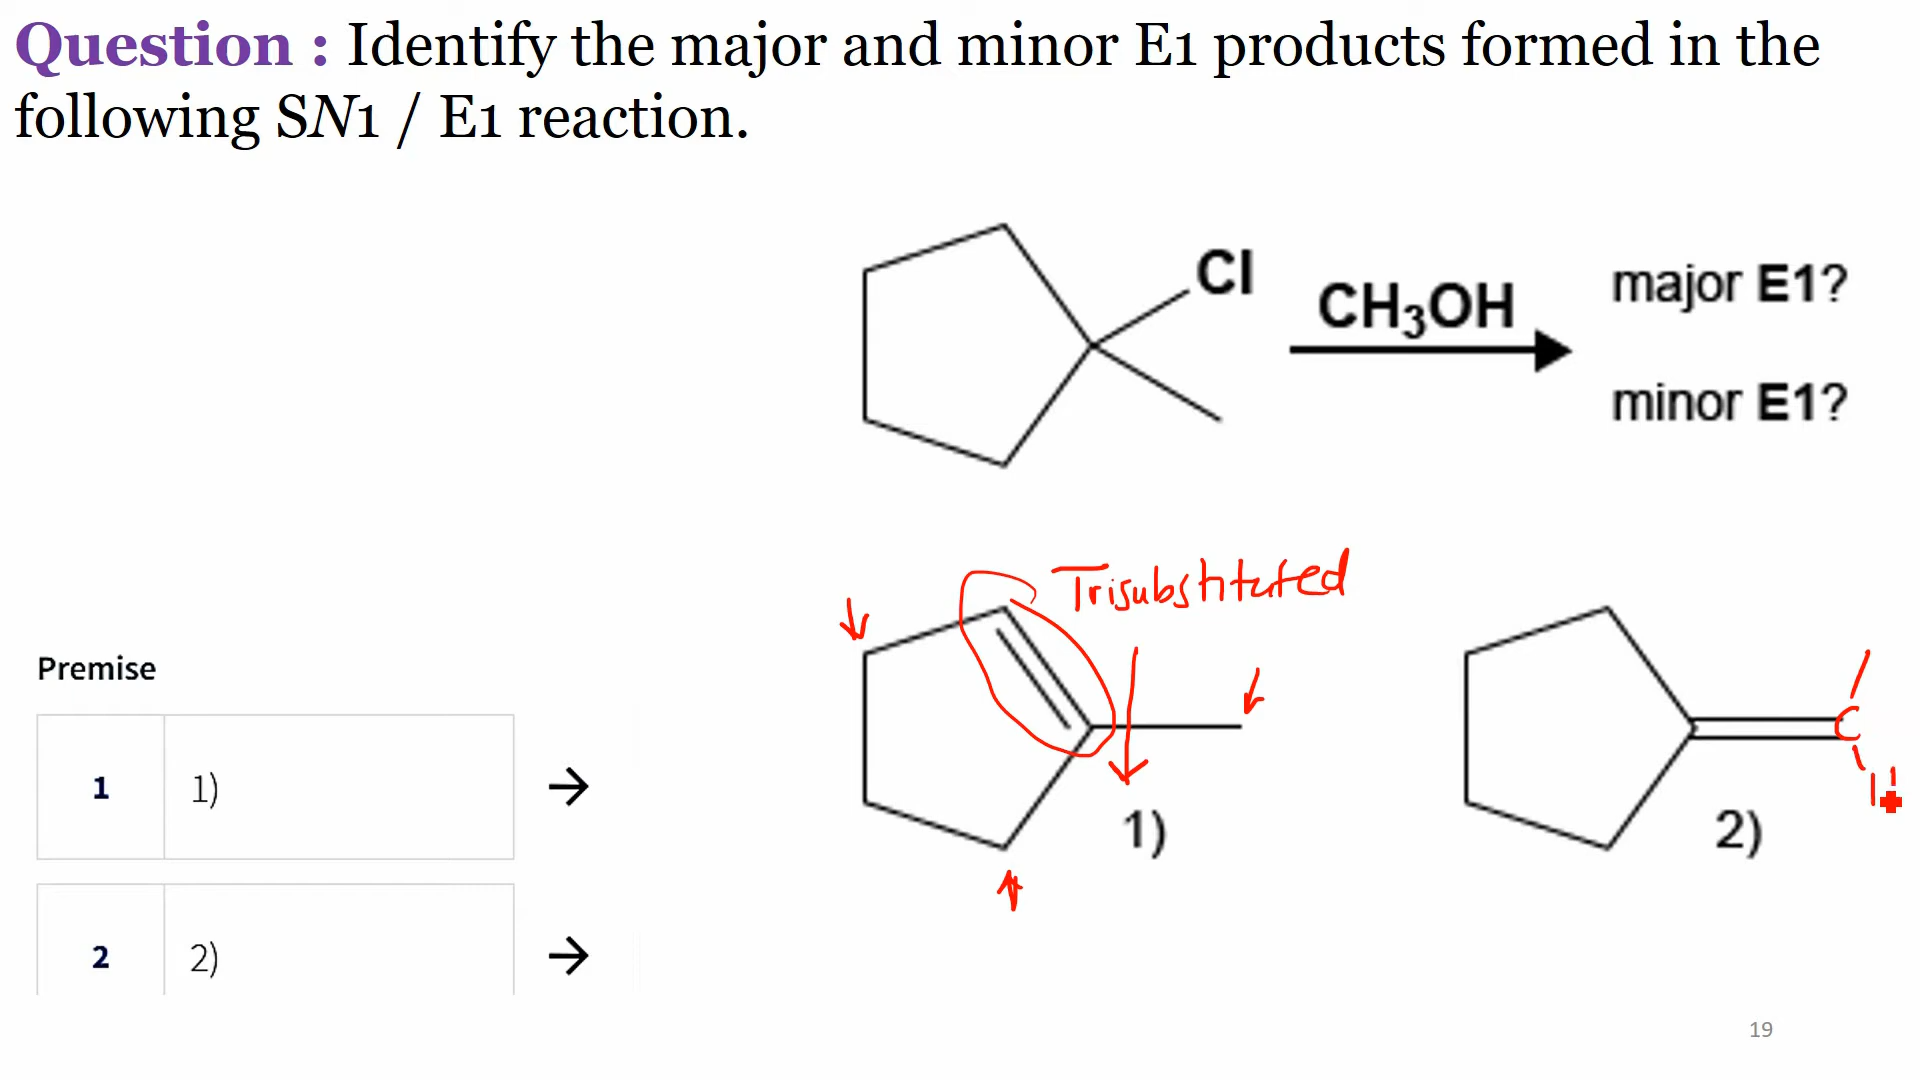 Question : Identify the major and minor E1 products formed in the
following SN1 / E1 reaction.
Cl
CH₃OH
major E1?
minor E1?
Trisubstituted
Premise
C
H
1 1) →
1)
2)
2 2) →
19